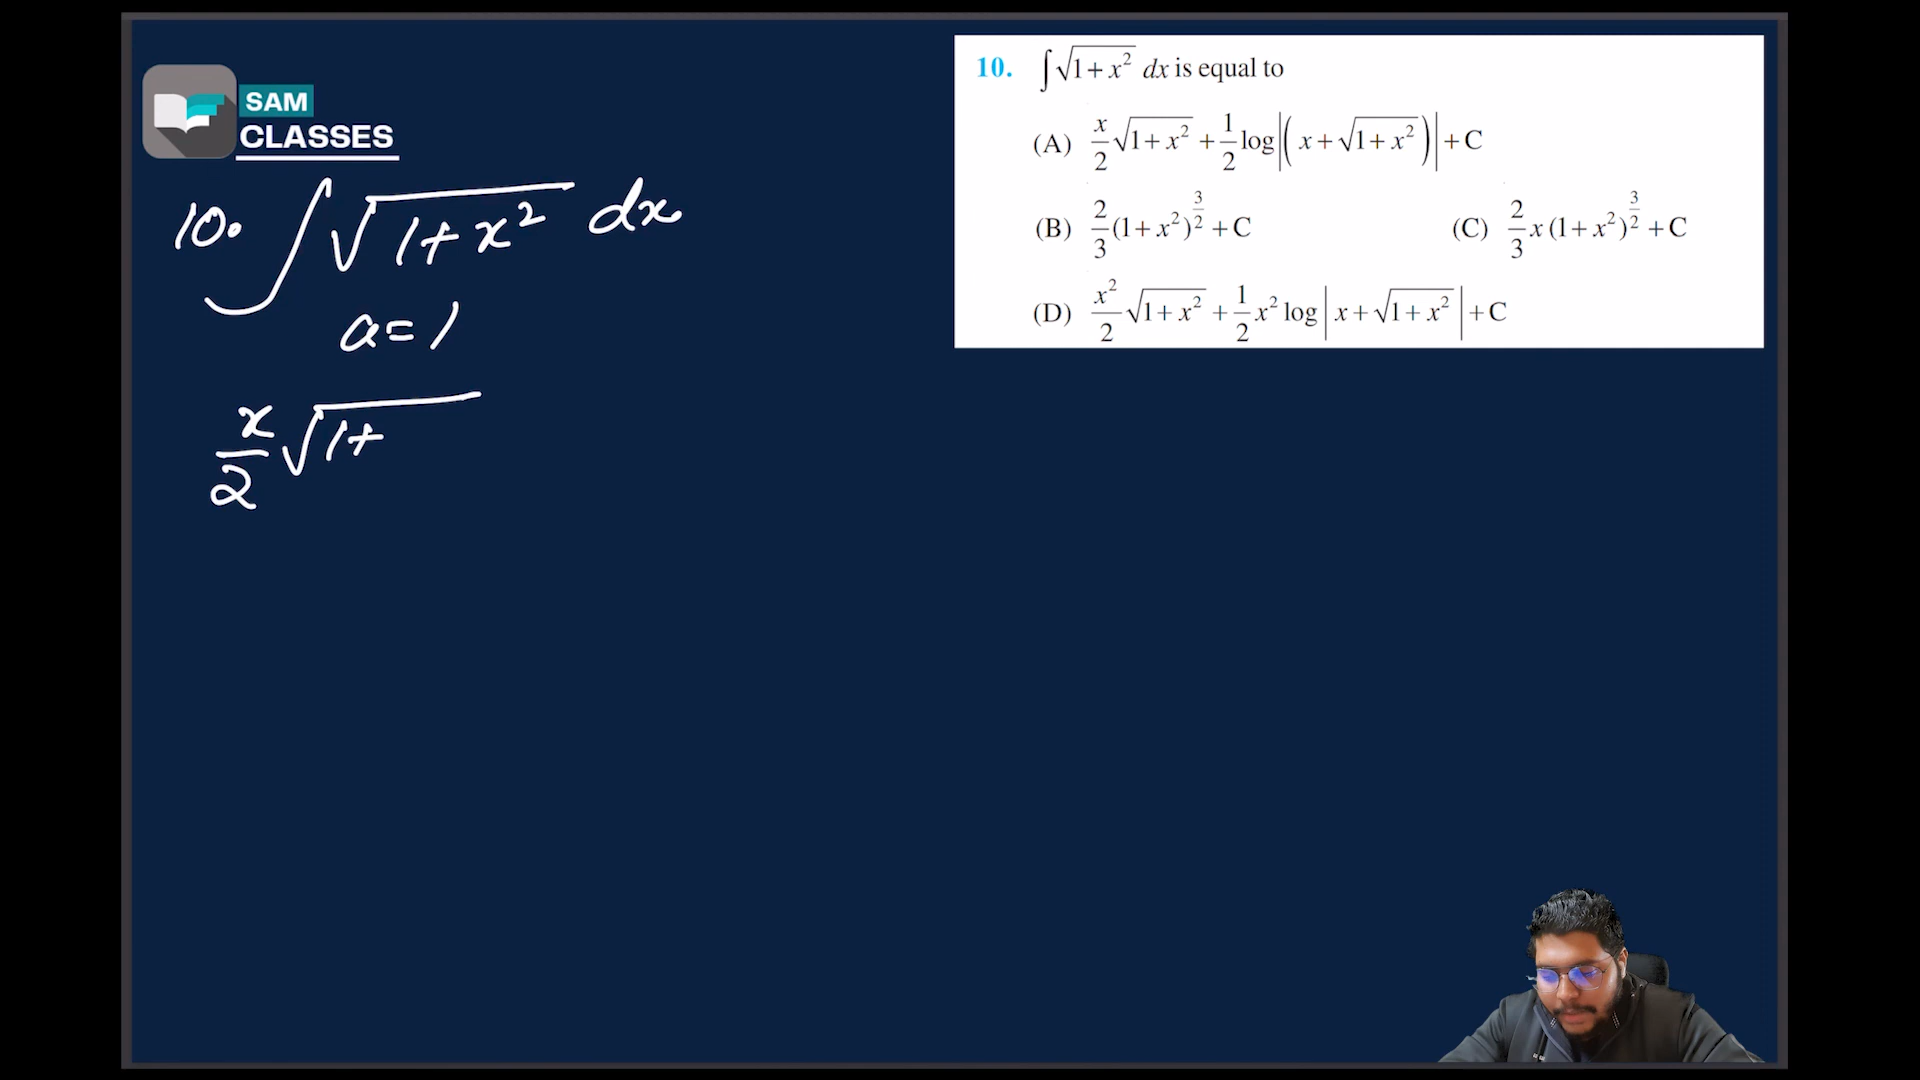 SAM
CLASSES
10. ∫√(1+x²) dx
a=1
x/2 √(1+
10. ∫√(1+x²) dx is equal to
(A) x/2 √(1+x²) + 1/2 log|(x+√(1+x²))| + C
(B) 2/3 (1+x²)^(3/2) + C (C) 2/3 x(1+x²)^(3/2) + C
(D) x²/2 √(1+x²) + 1/2 x² log|x+√(1+x²)| + C